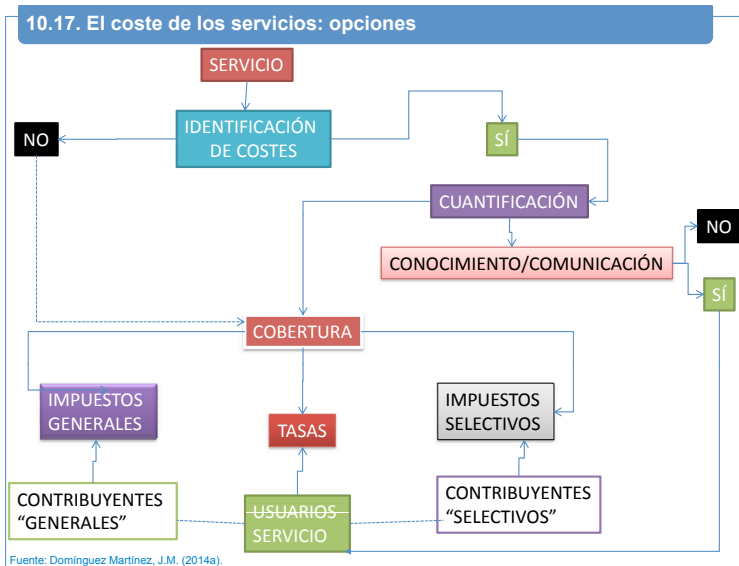 10.17. El coste de los servicios: opciones
SERVICIO
NO
IDENTIFICACIÓN
DE COSTES
SÍ
CUANTIFICACIÓN
NO
CONOCIMIENTO/COMUNICACIÓN
SÍ
COBERTURA
IMPUESTOS
GENERALES
TASAS
IMPUESTOS
SELECTIVOS
CONTRIBUYENTES
“GENERALES”
USUARIOS
SERVICIO
CONTRIBUYENTES
“SELECTIVOS”
Fuente: Domínguez Martínez, J.M. (2014a).